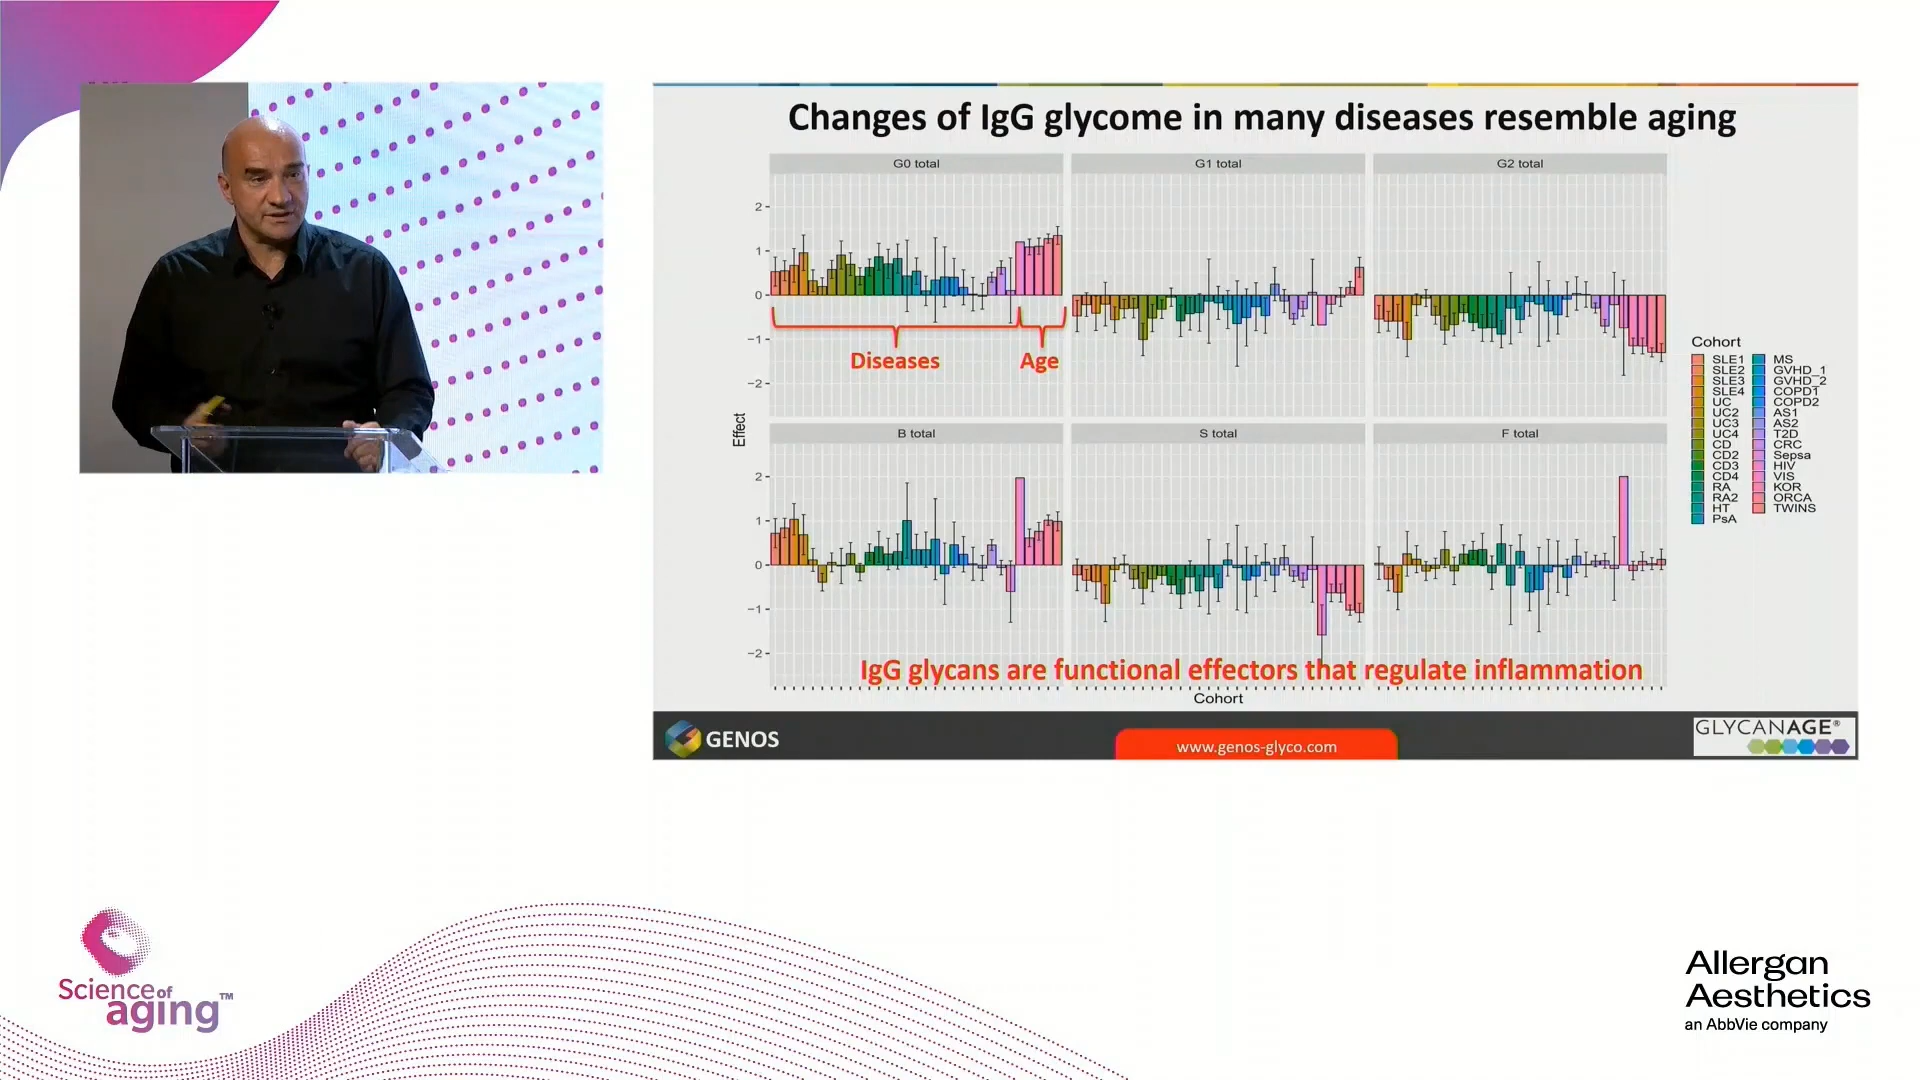 Changes of IgG glycome in many diseases resemble aging
G0 total
G1 total
G2 total
2
1
0
−1
−2
Diseases
Age
Effect
B total
S total
F total
2
1
0
−1
−2
IgG glycans are functional effectors that regulate inflammation
Cohort
Cohort
SLE1
SLE2
SLE3
SLE4
UC
UC2
UC3
UC4
CD
CD2
CD3
CD4
RA
RA2
HT
PsA
MS
GVHD_1
GVHD_2
COPD1
COPD2
AS1
AS2
T2D
CRC
Sepsa
HIV
VIS
KOR
ORCA
TWINS
GENOS
www.genos-glyco.com
GLYCANAGE®
Science of
aging™
Allergan
Aesthetics
an AbbVie company